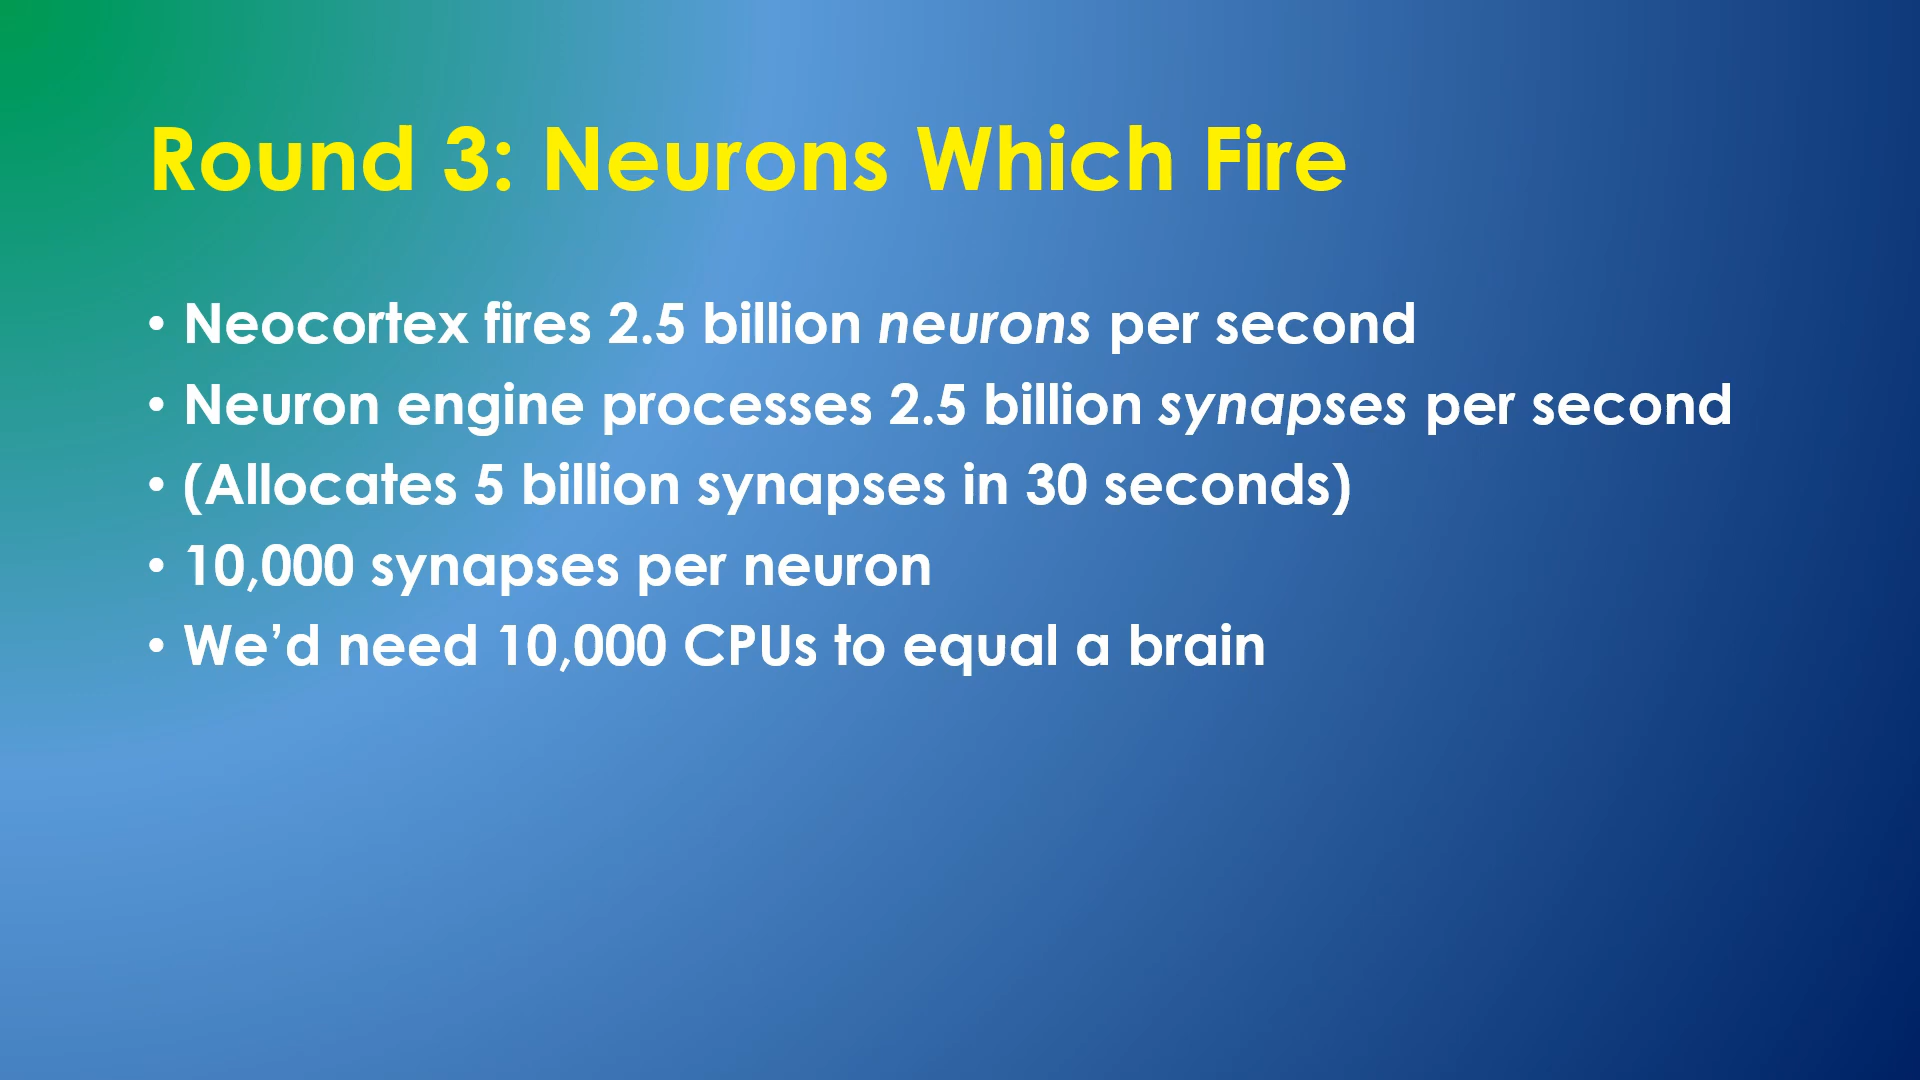 Round 3: Neurons Which Fire
• Neocortex fires 2.5 billion neurons per second
• Neuron engine processes 2.5 billion synapses per second
• (Allocates 5 billion synapses in 30 seconds)
• 10,000 synapses per neuron
• We’d need 10,000 CPUs to equal a brain